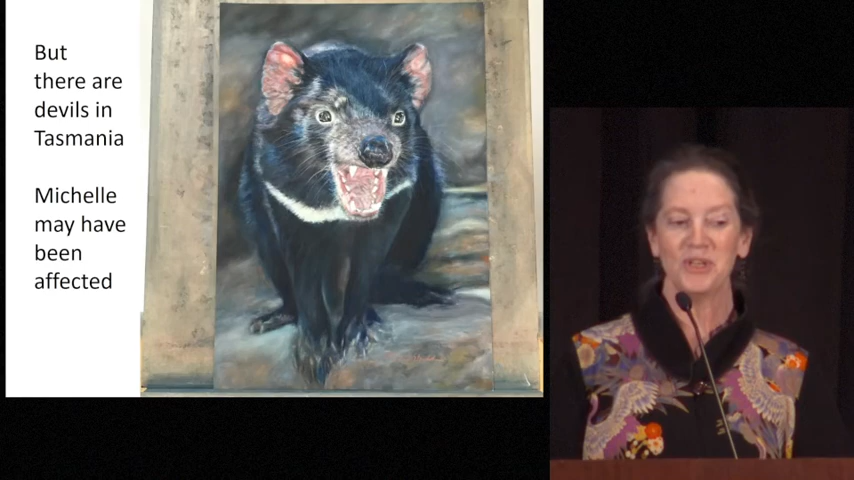 But
there are
devils in
Tasmania
Michelle
may have
been
affected